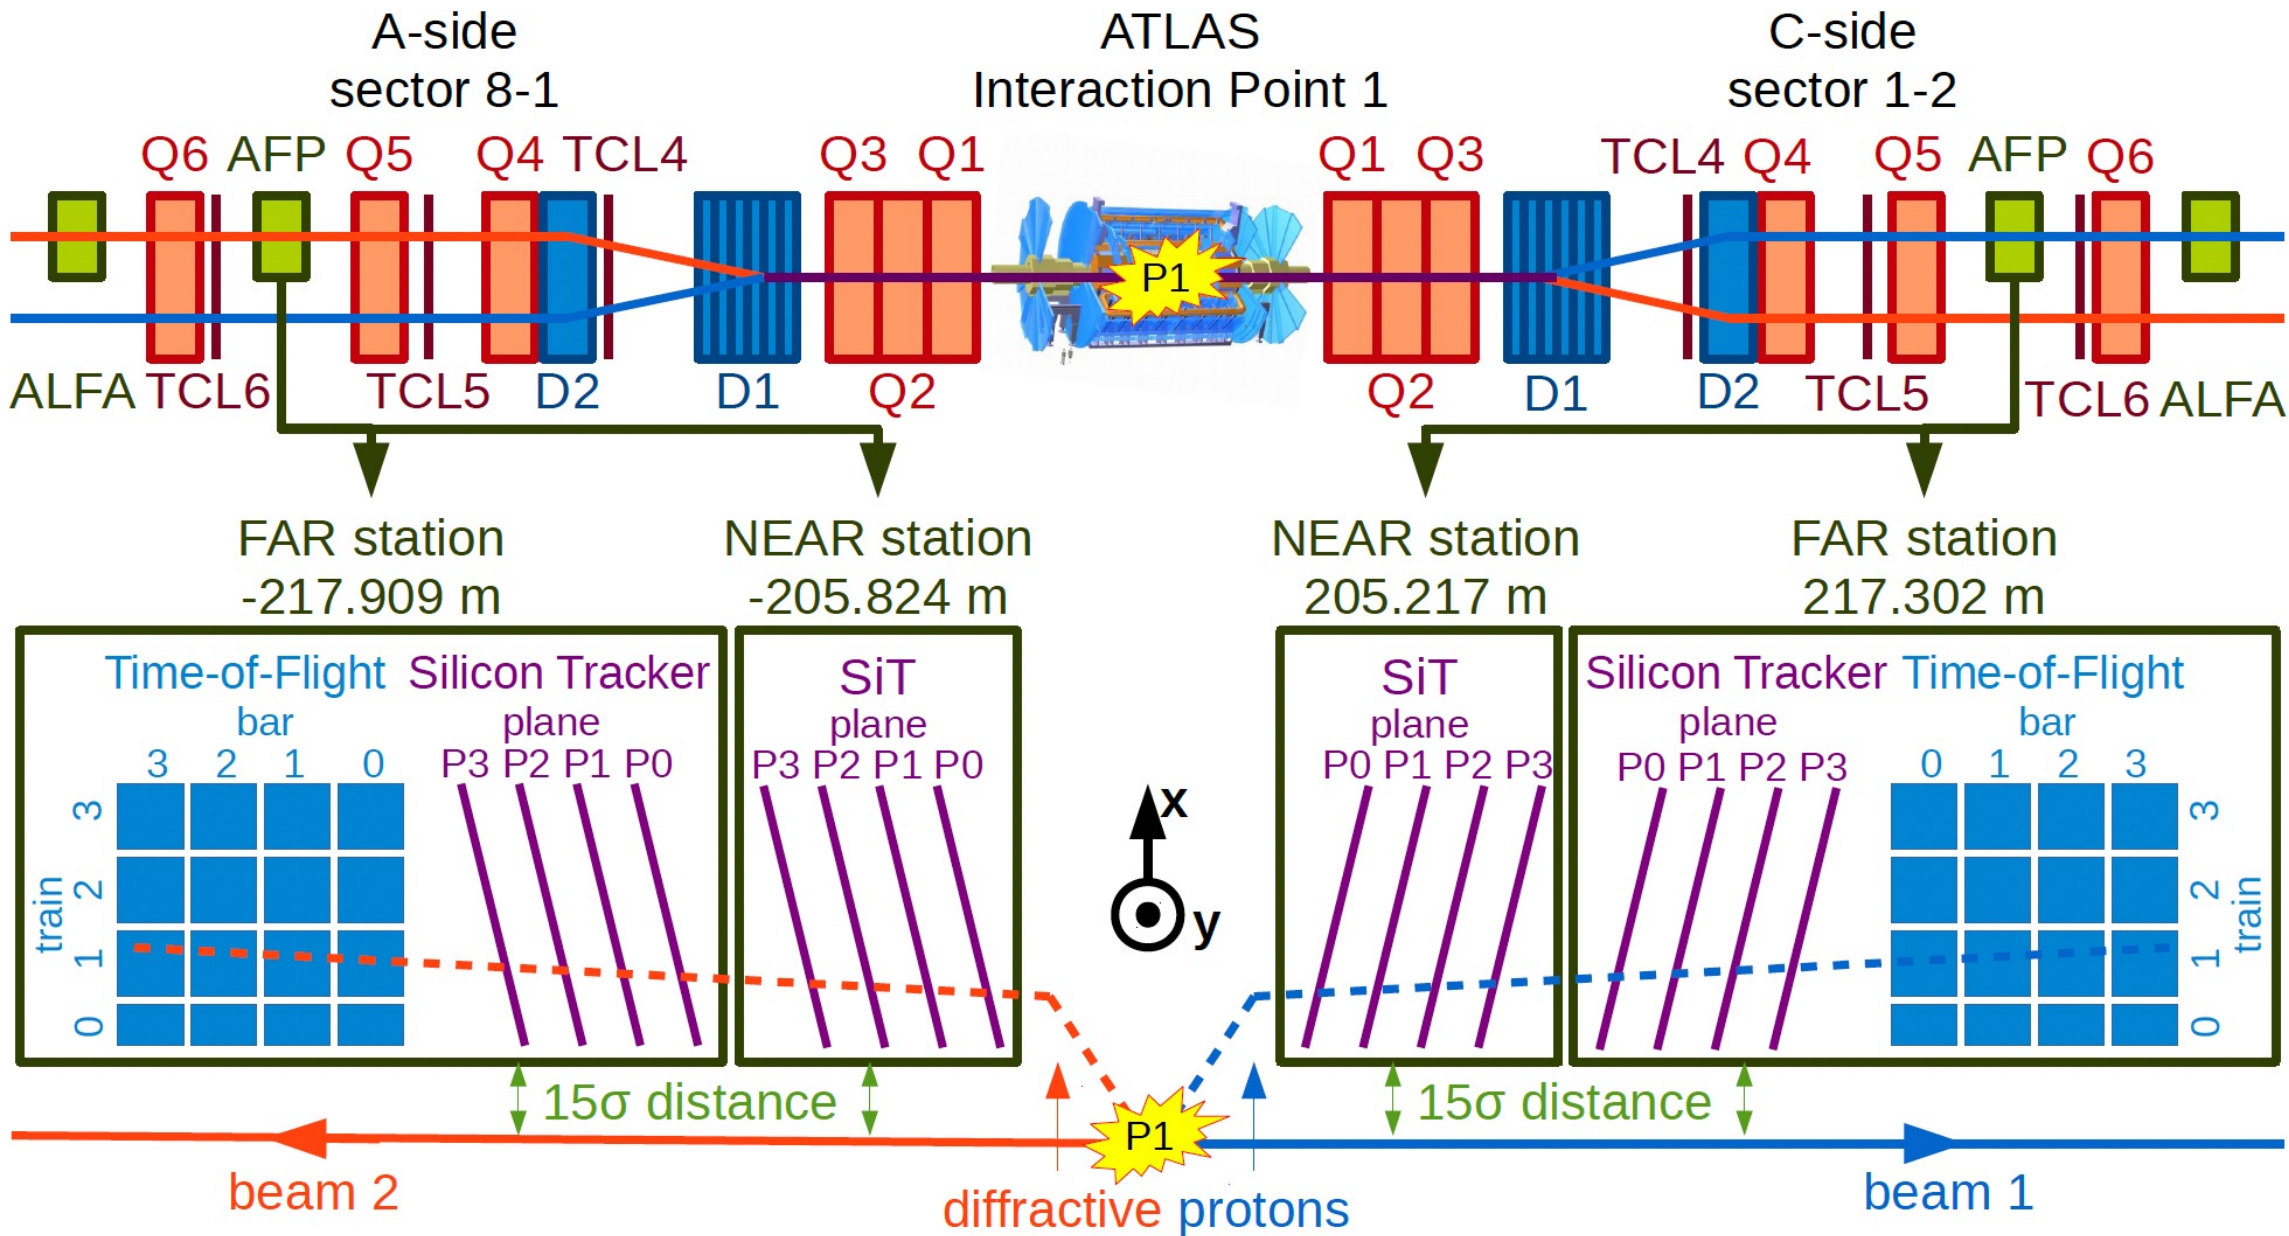 A-side
sector 8-1
ATLAS
Interaction Point 1
C-side
sector 1-2
Q6 AFP Q5 Q4 TCL4 Q3 Q1
Q1 Q3 TCL4 Q4 Q5 AFP Q6
P1
ALFA TCL6 TCL5 D2 D1 Q2
Q2 D1 D2 TCL5 TCL6 ALFA
FAR station
-217.909 m
NEAR station
-205.824 m
NEAR station
205.217 m
FAR station
217.302 m
Time-of-Flight
bar
3 2 1 0
train
3
2
1
0
Silicon Tracker
plane
P3 P2 P1 P0
SiT
plane
P3 P2 P1 P0
x
y
SiT
plane
P0 P1 P2 P3
Silicon Tracker
plane
P0 P1 P2 P3
Time-of-Flight
bar
0 1 2 3
3
2
1
0
train
15σ distance
15σ distance
P1
beam 2
diffractive protons
beam 1